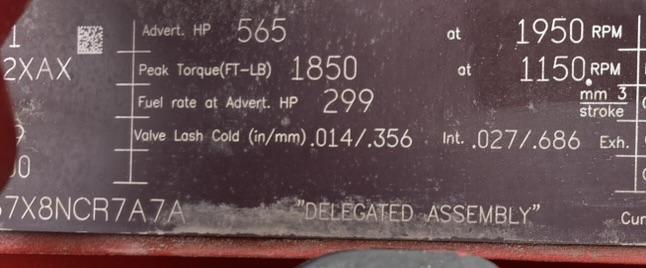 1 Advert. HP 565 at 1950 RPM
2XAX Peak Torque(FT-LB) 1850 at 1150 RPM
Fuel rate at Advert. HP 299 mm 3
stroke
Valve Lash Cold (in/mm) .014/.356 Int. .027/.686 Exh.
7X8NCR7A7A "DELEGATED ASSEMBLY"